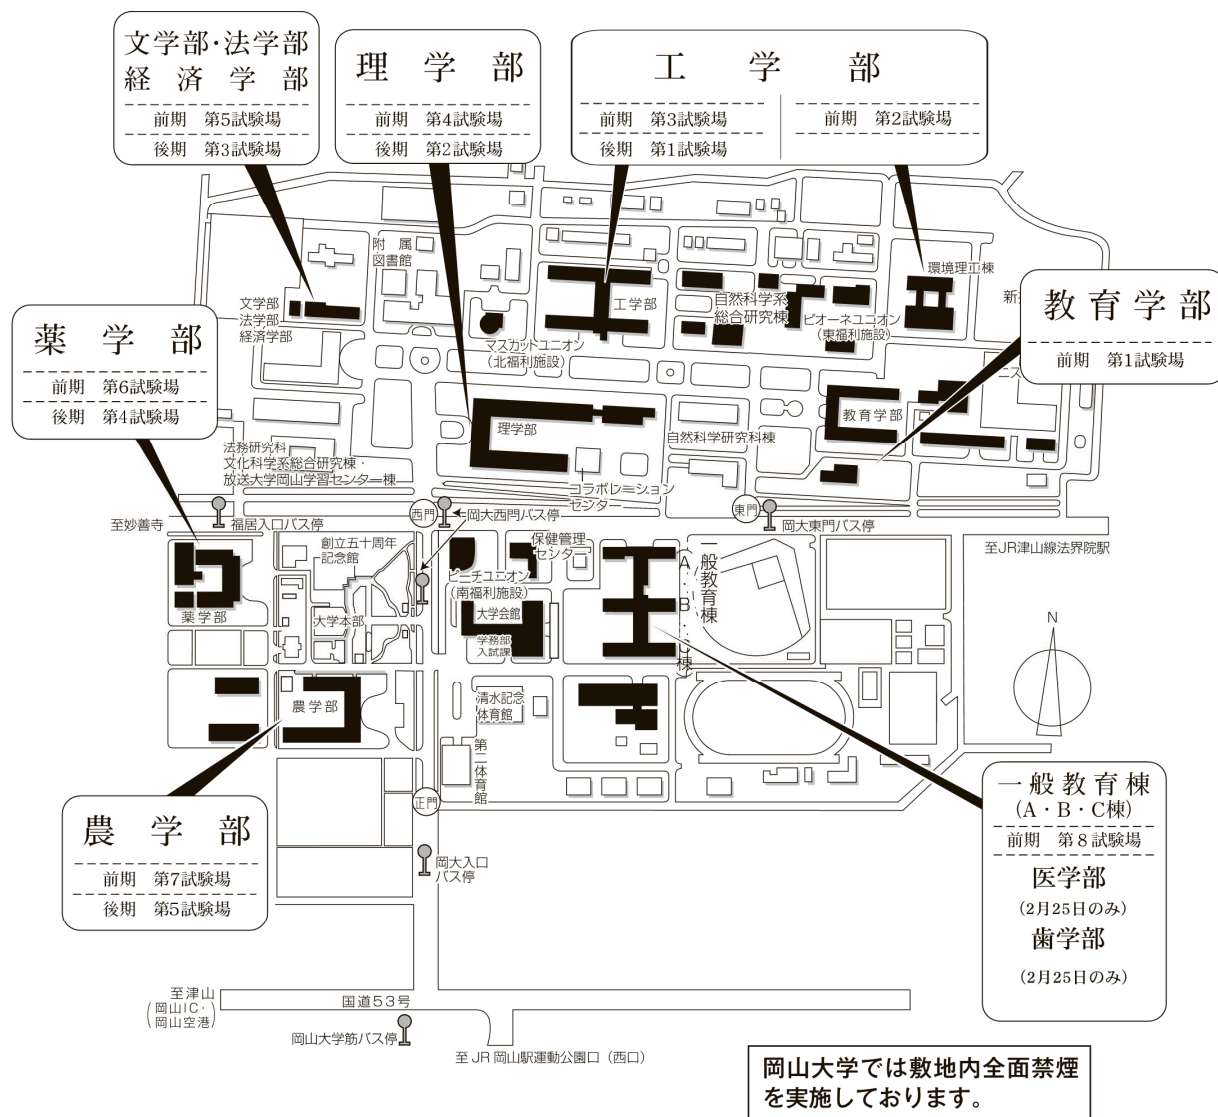 文学部・法学部
経済学部
前期 第5試験場
後期 第3試験場
理学部
前期 第4試験場
後期 第2試験場
工学部
前期 第3試験場
後期 第1試験場
前期 第2試験場
教育学部
前期 第1試験場
薬学部
前期 第6試験場
後期 第4試験場
附属
図書館
文学部
法学部
経済学部
マスカットユニオン
(北福利施設)
工学部
自然科学系
総合研究棟
ピオーネユニオン
(東福利施設)
環境理工棟
教育学部
理学部
自然科学研究科棟
コラボレーション
センター
法務研究科
文化科学系総合研究棟・
放送大学岡山学習センター棟
至妙善寺
福居入口バス停
西門
岡大西門バス停
東門
岡大東門バス停
至JR津山線法界院駅
創立五十周年
記念館
保健管理
センター
ピーチユニオン
(南福利施設)
一般教育棟
(A・B・C棟)
薬学部
大学本部
大学会館
学務部
入試課
農学部
清水記念
体育館
第二体育館
正門
N
農学部
前期 第7試験場
後期 第5試験場
岡大入口
バス停
一般教育棟
(A・B・C棟)
前期 第8試験場
医学部
(2月25日のみ)
歯学部
(2月25日のみ)
至津山
(岡山IC・
岡山空港)
国道53号
岡山大学筋バス停
至JR岡山駅運動公園口(西口)
岡山大学では敷地内全面禁煙
を実施しております。